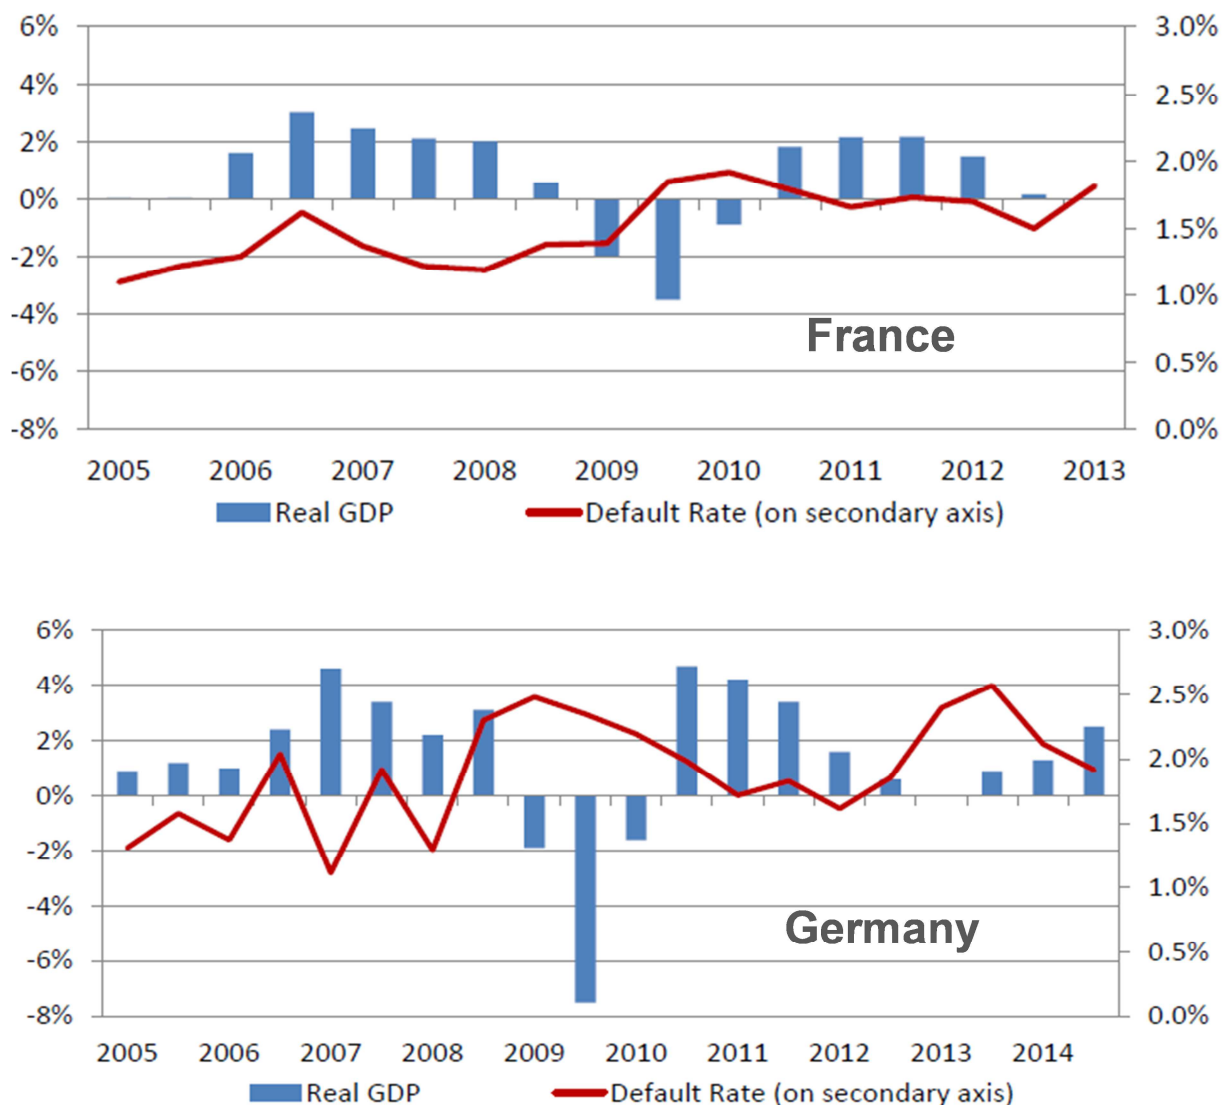 6% 3.0%
4% 2.5%
2% 2.0%
0% 1.5%
-2%
-4% 1.0%
France
-6% 0.5%
-8% 0.0%
2005 2006 2007 2008 2009 2010 2011 2012 2013
Real GDP Default Rate (on secondary axis)
6% 3.0%
4% 2.5%
2% 2.0%
0% 1.5%
-2% 1.0%
-4%
Germany
-6% 0.5%
-8% 0.0%
2005 2006 2007 2008 2009 2010 2011 2012 2013 2014
Real GDP Default Rate (on secondary axis)